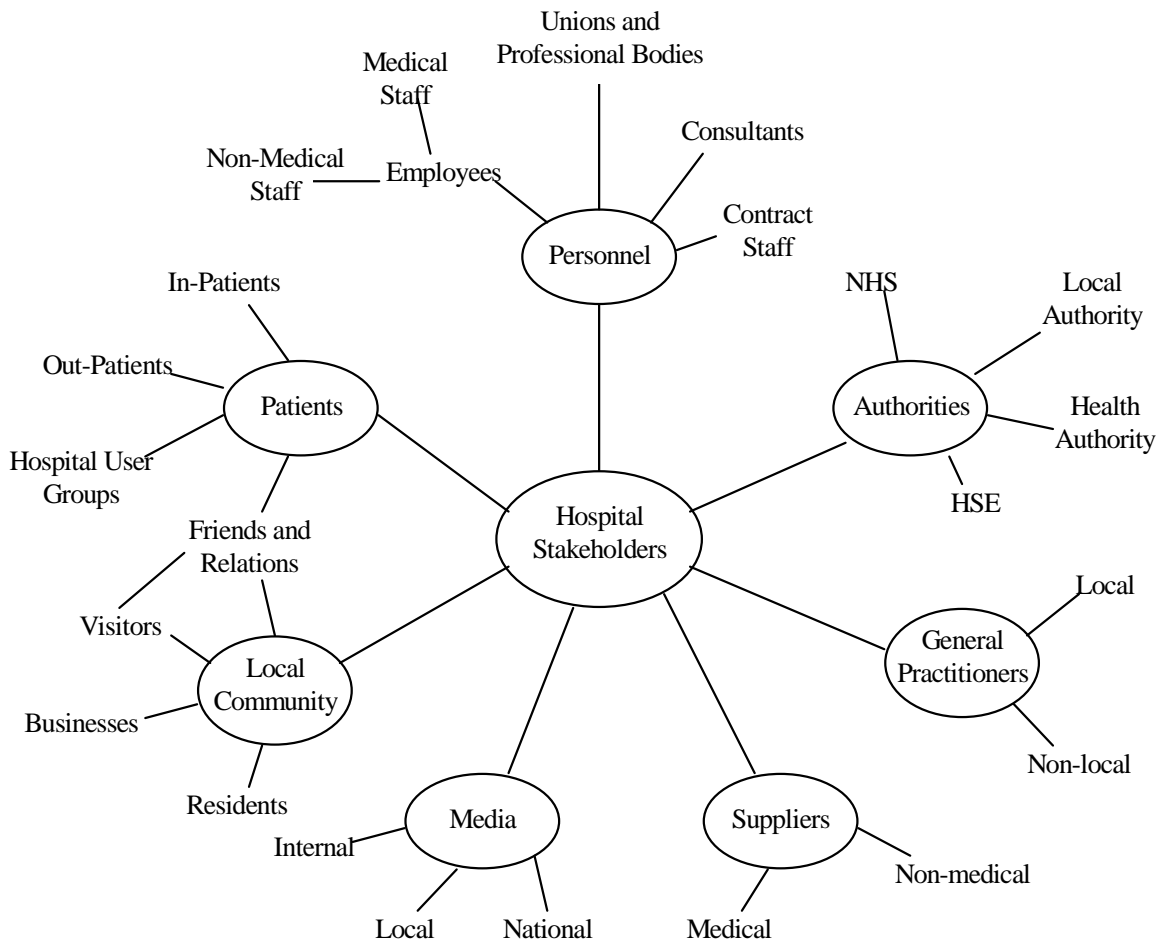 Unions and
Professional Bodies
Medical
Staff
Consultants
Non-Medical
Staff
Employees
Contract
Staff
Personnel
In-Patients
NHS
Local
Authority
Out-Patients
Patients
Authorities
Health
Authority
Hospital User
Groups
HSE
Hospital
Stakeholders
Friends and
Relations
Local
Visitors
General
Practitioners
Local
Community
Businesses
Non-local
Residents
Media
Suppliers
Internal
Non-medical
Local
National
Medical